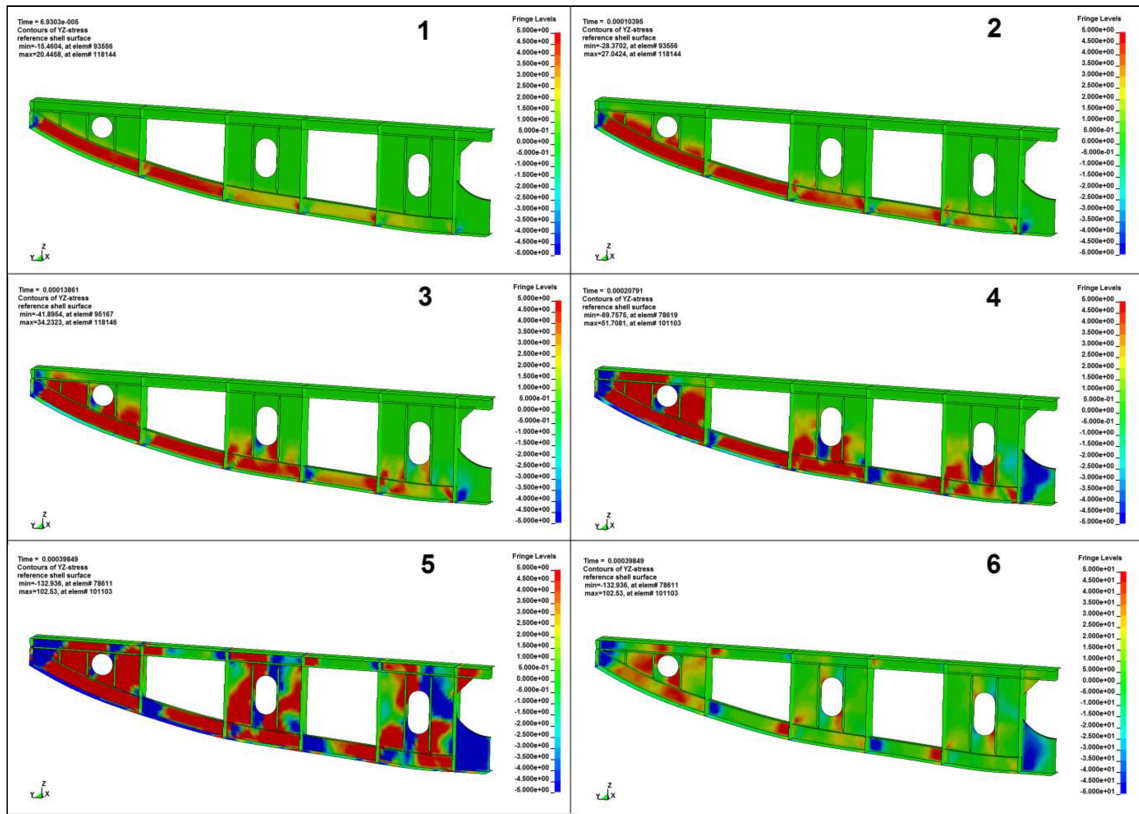 Time = 6.9303e-005
Contours of YZ-stress
reference shell surface
min=-15.4604, at elem# 93556
max=20.4458, at elem# 118144
1
Fringe Levels
5.000e+00
4.500e+00
4.000e+00
3.500e+00
3.000e+00
2.500e+00
2.000e+00
1.500e+00
1.000e+00
5.000e-01
0.000e+00
-5.000e-01
-1.000e+00
-1.500e+00
-2.000e+00
-2.500e+00
-3.000e+00
-3.500e+00
-4.000e+00
-4.500e+00
-5.000e+00
Z
Y X
Time = 0.00010395
Contours of YZ-stress
reference shell surface
min=-28.3702, at elem# 93556
max=27.0424, at elem# 118144
2
Fringe Levels
5.000e+00
4.500e+00
4.000e+00
3.500e+00
3.000e+00
2.500e+00
2.000e+00
1.500e+00
1.000e+00
5.000e-01
0.000e+00
-5.000e-01
-1.000e+00
-1.500e+00
-2.000e+00
-2.500e+00
-3.000e+00
-3.500e+00
-4.000e+00
-4.500e+00
-5.000e+00
Z
Y X
Time = 0.00013861
Contours of YZ-stress
reference shell surface
min=-41.8954, at elem# 95167
max=34.2323, at elem# 118146
3
Fringe Levels
5.000e+00
4.500e+00
4.000e+00
3.500e+00
3.000e+00
2.500e+00
2.000e+00
1.500e+00
1.000e+00
5.000e-01
0.000e+00
-5.000e-01
-1.000e+00
-1.500e+00
-2.000e+00
-2.500e+00
-3.000e+00
-3.500e+00
-4.000e+00
-4.500e+00
-5.000e+00
Z
Y X
Time = 0.00020791
Contours of YZ-stress
reference shell surface
min=-69.7575, at elem# 78619
max=51.7081, at elem# 101103
4
Fringe Levels
5.000e+00
4.500e+00
4.000e+00
3.500e+00
3.000e+00
2.500e+00
2.000e+00
1.500e+00
1.000e+00
5.000e-01
0.000e+00
-5.000e-01
-1.000e+00
-1.500e+00
-2.000e+00
-2.500e+00
-3.000e+00
-3.500e+00
-4.000e+00
-4.500e+00
-5.000e+00
Z
Y X
Time = 0.00039849
Contours of YZ-stress
reference shell surface
min=-132.936, at elem# 78611
max=102.53, at elem# 101103
5
Fringe Levels
5.000e+00
4.500e+00
4.000e+00
3.500e+00
3.000e+00
2.500e+00
2.000e+00
1.500e+00
1.000e+00
5.000e-01
0.000e+00
-5.000e-01
-1.000e+00
-1.500e+00
-2.000e+00
-2.500e+00
-3.000e+00
-3.500e+00
-4.000e+00
-4.500e+00
-5.000e+00
Z
Y X
Time = 0.00039849
Contours of YZ-stress
reference shell surface
min=-132.936, at elem# 78611
max=102.53, at elem# 101103
6
Fringe Levels
5.000e+01
4.500e+01
4.000e+01
3.500e+01
3.000e+01
2.500e+01
2.000e+01
1.500e+01
1.000e+01
5.000e+00
0.000e+00
-5.000e+00
-1.000e+01
-1.500e+01
-2.000e+01
-2.500e+01
-3.000e+01
-3.500e+01
-4.000e+01
-4.500e+01
-5.000e+01
Z
Y X